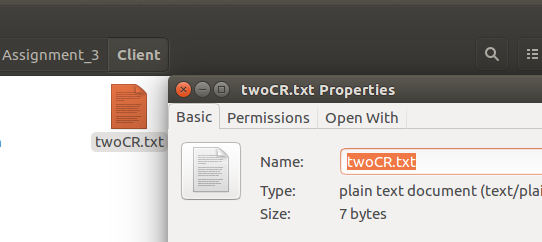 Assignment_3 Client
twoCR.txt
twoCR.txt Properties
Basic Permissions Open With
Name: twoCR.txt
Type: plain text document (text/plai
Size: 7 bytes